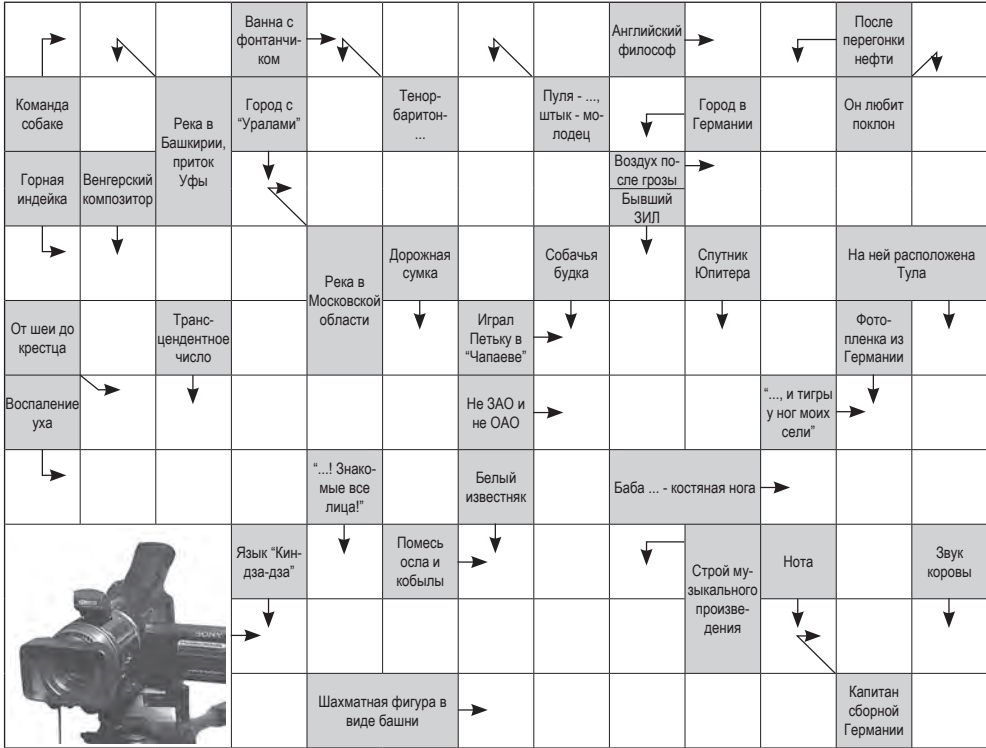 Ванна с
фонтанчи-
ком
Английский
философ
После
перегонки
нефти
Команда
собаке
Река в
Башкирии,
приток
Уфы
Город с
“Уралами”
Тенор-
баритон-
...
Пуля - ...,
штык - мо-
лодец
Город в
Германии
Он любит
поклон
Горная
индейка
Венгерский
композитор
Воздух по-
сле грозы
Бывший
ЗИЛ
Река в
Московской
области
Дорожная
сумка
Собачья
будка
Спутник
Юпитера
На ней расположена
Тула
От шеи до
крестца
Транс-
цендентное
число
Играл
Петьку в
“Чапаеве”
Фото-
пленка из
Германии
Воспаление
уха
Не ЗАО и
не ОАО
“..., и тигры
у ног моих
сели”
“...! Знако-
мые все
лица!”
Белый
известняк
Баба ... - костяная нога
Язык “Кин-
дза-дза”
Помесь
осла и
кобылы
Строй му-
зыкального
произве-
дения
Нота
Звук
коровы
SONY
Шахматная фигура в
виде башни
Капитан
сборной
Германии